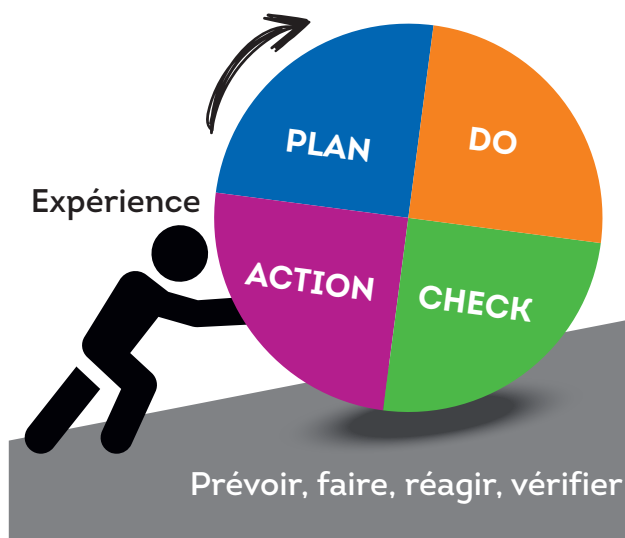 PLAN
DO
Expérience
ACTION
CHECK
Prévoir, faire, réagir, vérifier